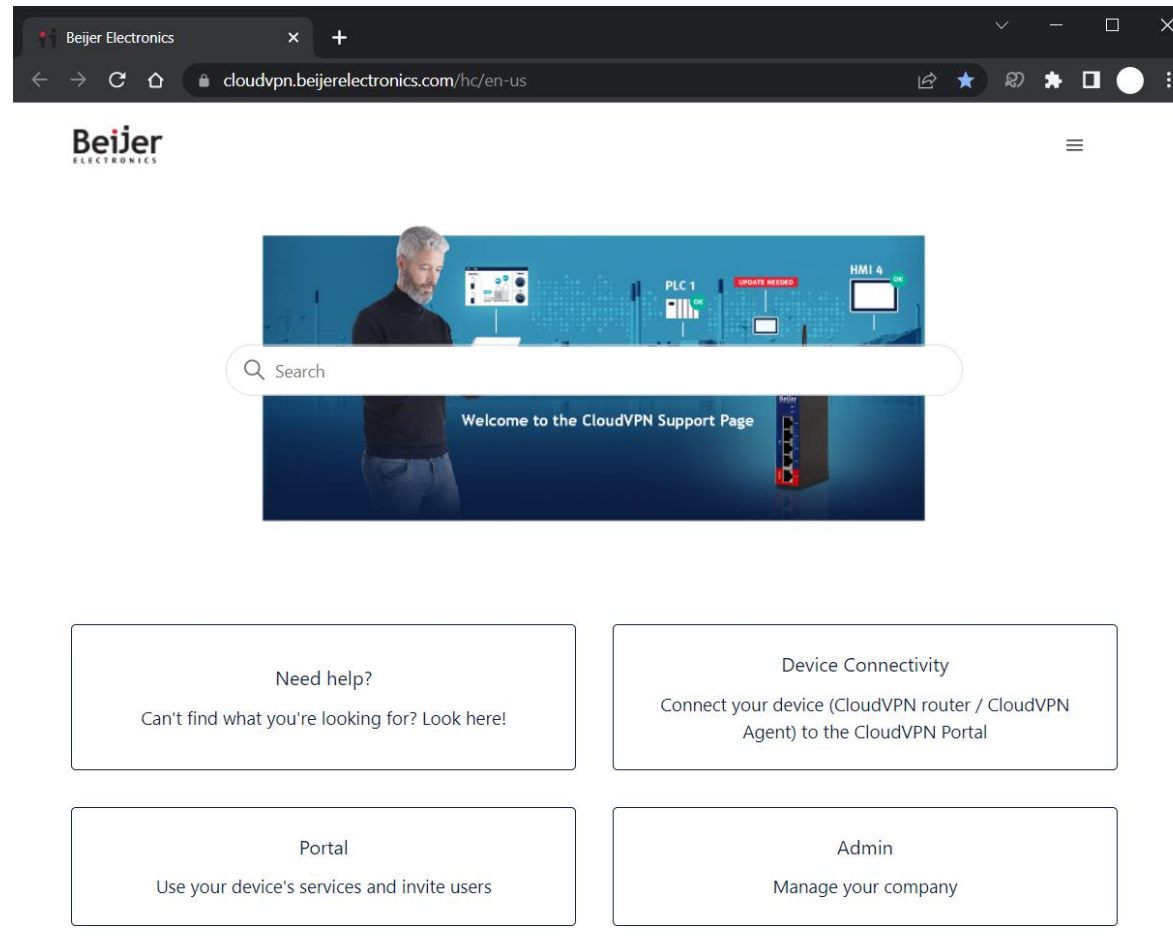 Beijer Electronics
cloudvpn.beijerelectronics.com/hc/en-us
Beijer
ELECTRONICS
HMI 4
OK
PLC 1
UPDATE NEEDED
OK
Search
Beijer
Welcome to the CloudVPN Support Page
Need help?
Can't find what you're looking for? Look here!
Device Connectivity
Connect your device (CloudVPN router / CloudVPN
Agent) to the CloudVPN Portal
Portal
Use your device's services and invite users
Admin
Manage your company